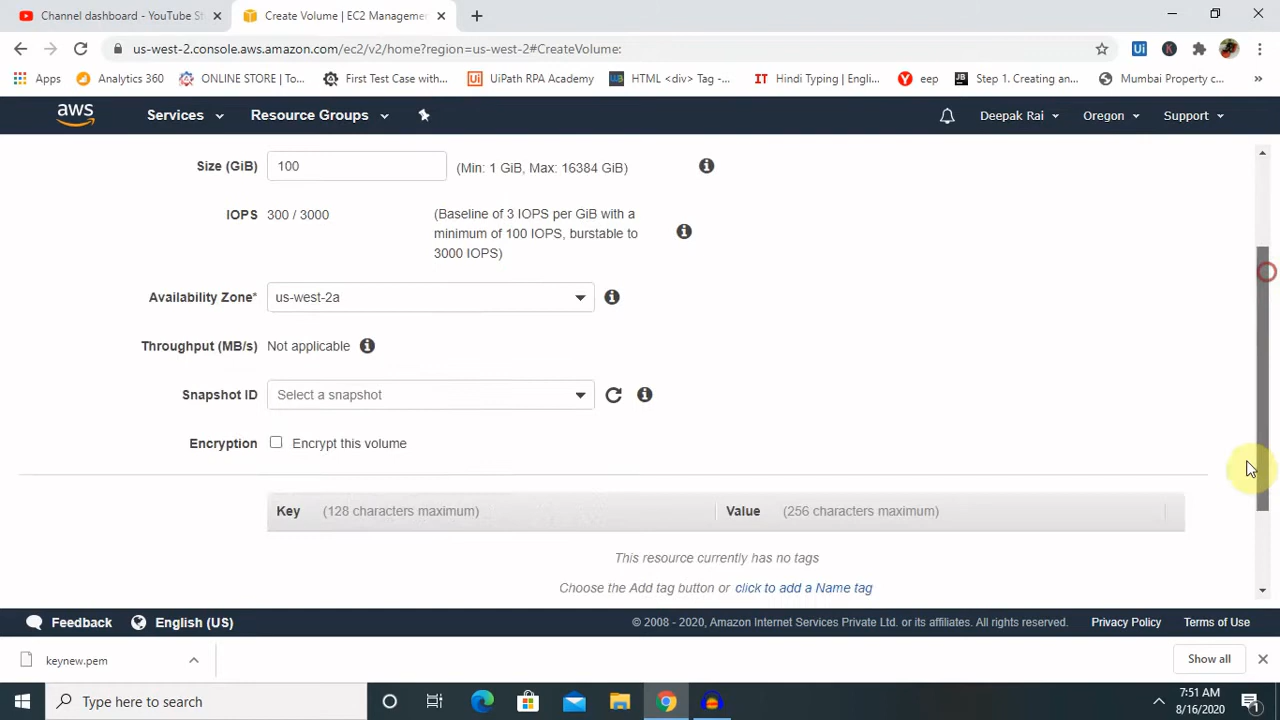 Channel dashboard - YouTube St
Create Volume | EC2 Manageme
us-west-2.console.aws.amazon.com/ec2/v2/home?region=us-west-2#CreateVolume:
Apps
Analytics 360
ONLINE STORE | To...
First Test Case with...
UiPath RPA Academy
HTML <div> Tag -...
Hindi Typing | Engli...
eep
Step 1. Creating an...
Mumbai Property c...
aws
Services
Resource Groups
Deepak Rai
Oregon
Support
Size (GiB)
100
(Min: 1 GiB, Max: 16384 GiB)
IOPS
300 / 3000
(Baseline of 3 IOPS per GiB with a
minimum of 100 IOPS, burstable to
3000 IOPS)
Availability Zone*
us-west-2a
Throughput (MB/s)
Not applicable
Snapshot ID
Select a snapshot
Encryption
Encrypt this volume
Key (128 characters maximum)
Value (256 characters maximum)
This resource currently has no tags
Choose the Add tag button or click to add a Name tag
Feedback
English (US)
© 2008 - 2020, Amazon Internet Services Private Ltd. or its affiliates. All rights reserved.
Privacy Policy
Terms of Use
keynew.pem
Show all
Type here to search
7:51 AM
8/16/2020